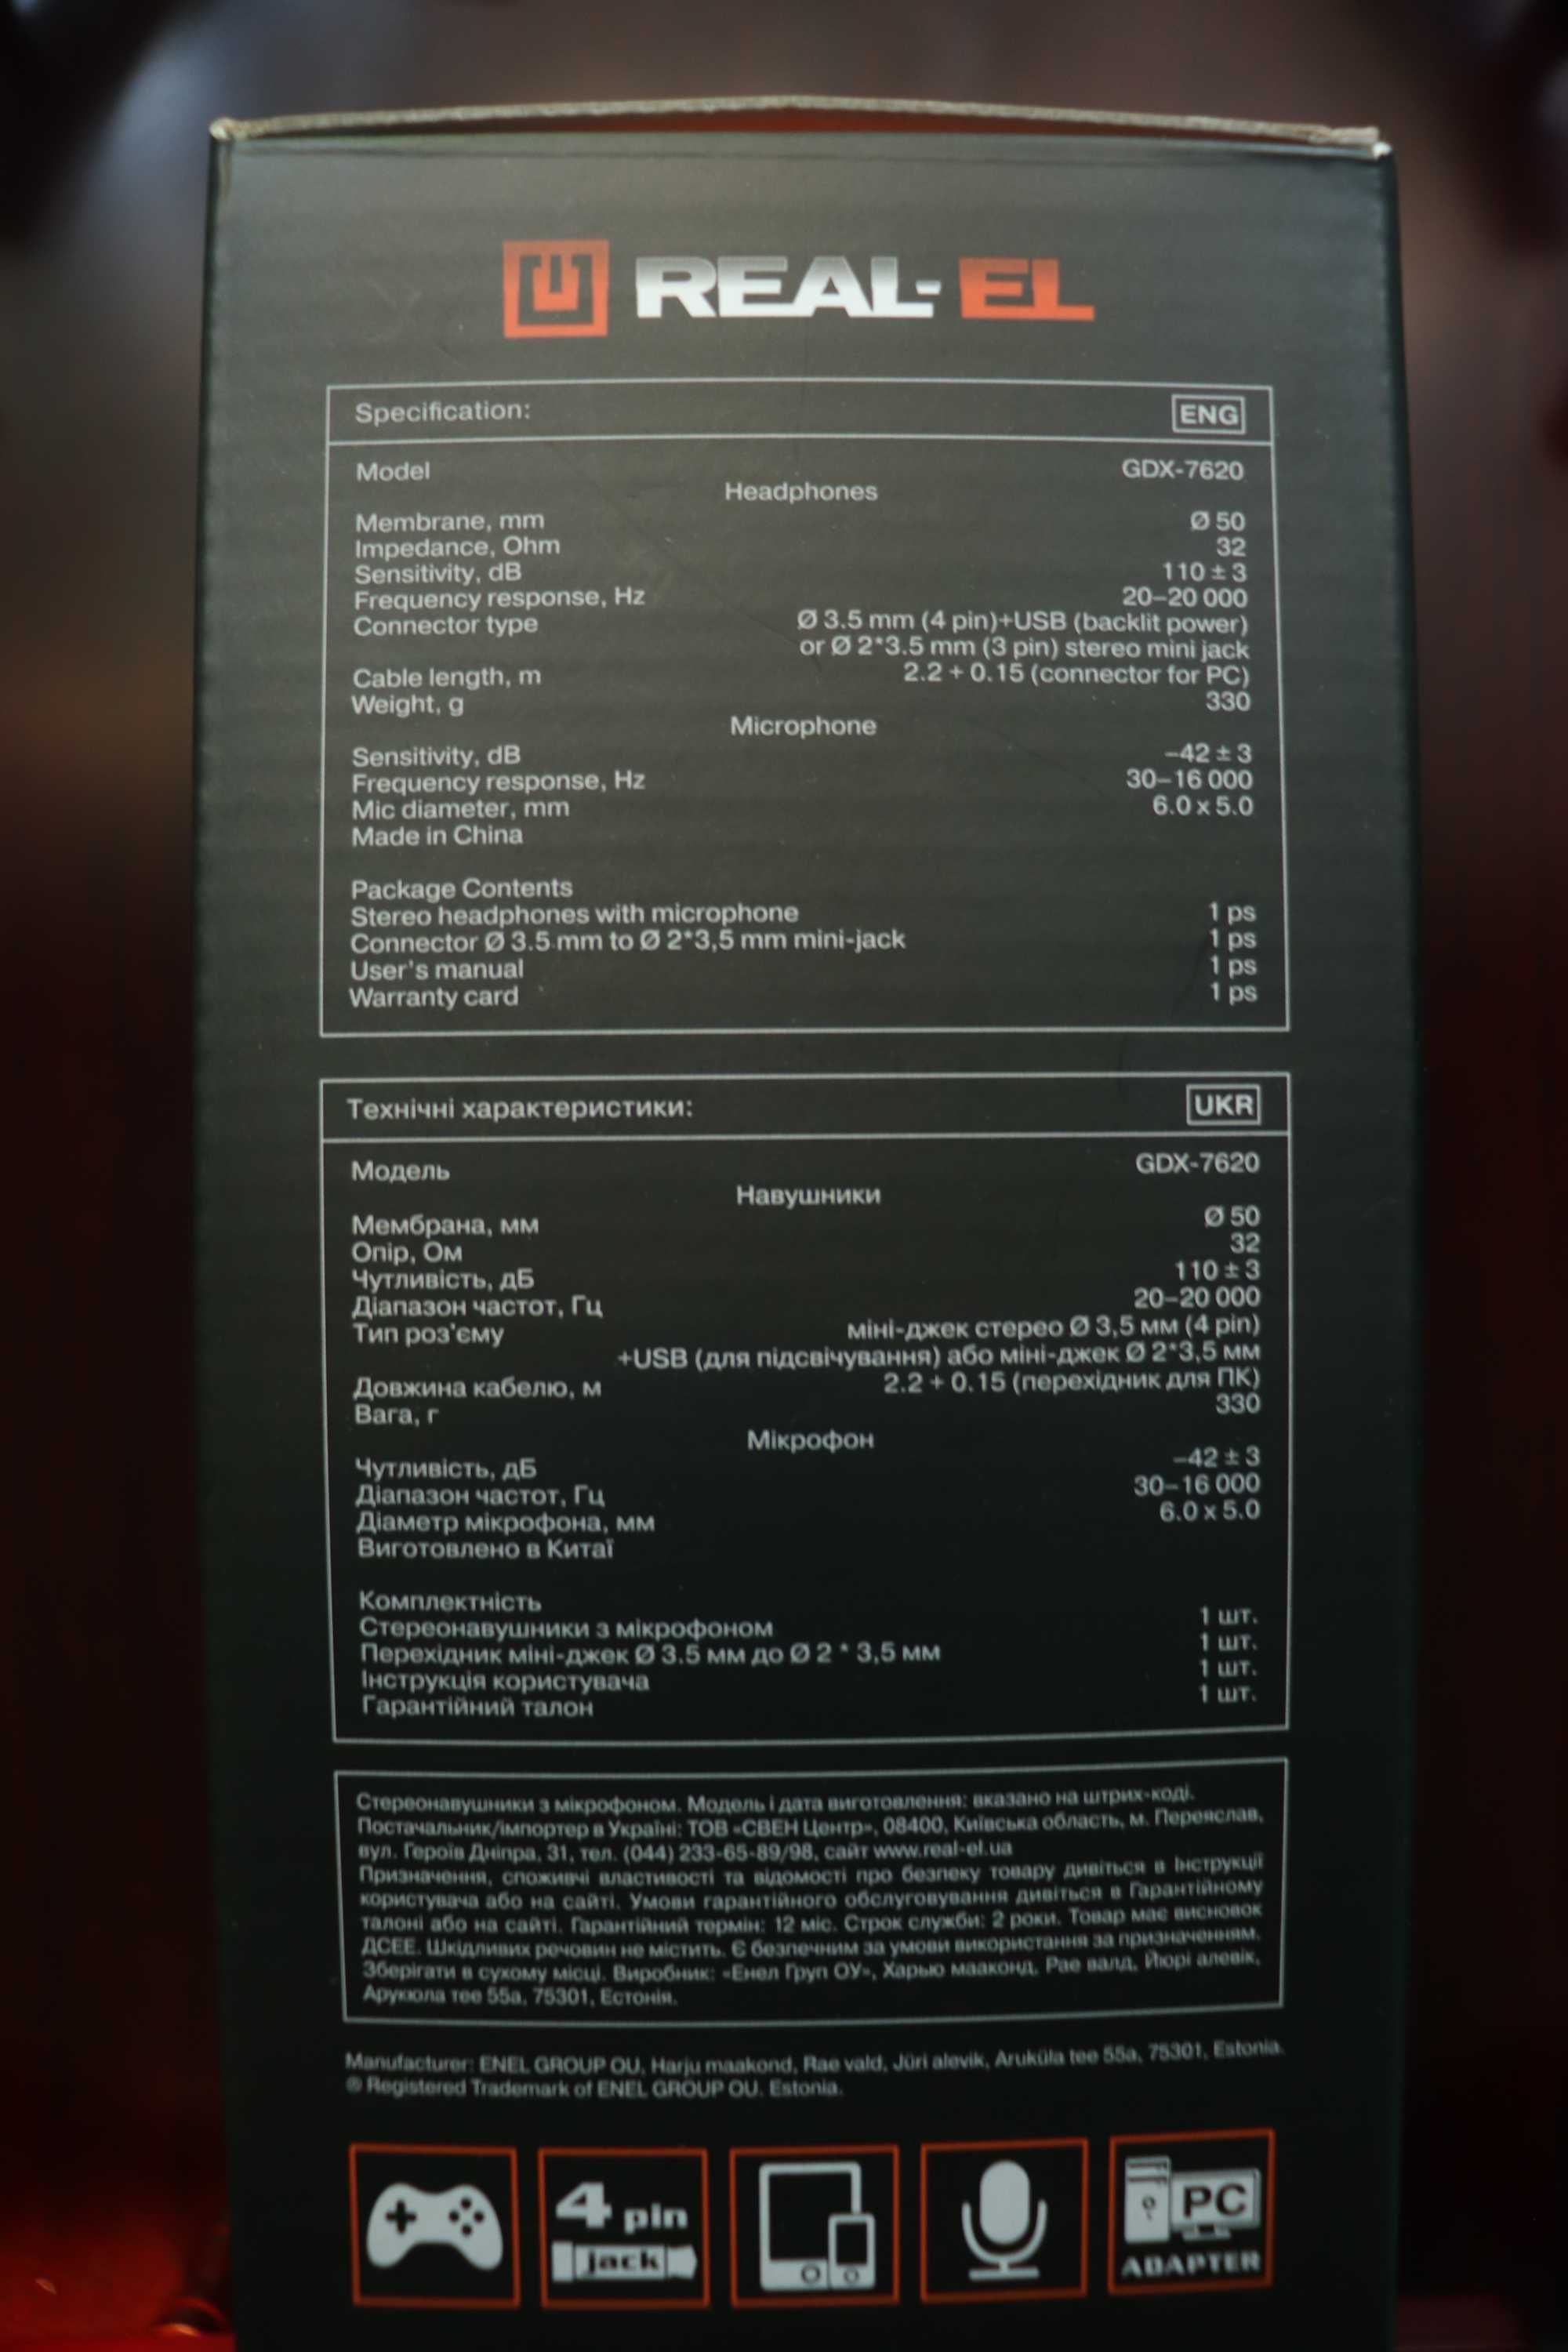 REAL-EL
Specification: ENG
Model GDX-7620
Headphones
Membrane, mm Ø 50
Impedance, Ohm 32
Sensitivity, dB 110 ± 3
Frequency response, Hz 20–20 000
Connector type Ø 3.5 mm (4 pin)+USB (backlit power)
or Ø 2*3.5 mm (3 pin) stereo mini jack
Cable length, m 2.2 + 0.15 (connector for PC)
Weight, g 330
Microphone
Sensitivity, dB –42 ± 3
Frequency response, Hz 30–16 000
Mic diameter, mm 6.0 x 5.0
Made in China
Package Contents
Stereo headphones with microphone 1 ps
Connector Ø 3.5 mm to Ø 2*3,5 mm mini-jack 1 ps
User's manual 1 ps
Warranty card 1 ps
Технічні характеристики: UKR
Модель GDX-7620
Навушники
Мембрана, мм Ø 50
Опір, Ом 32
Чутливість, дБ 110 ± 3
Діапазон частот, Гц 20–20 000
Тип роз'єму міні-джек стерео Ø 3,5 мм (4 pin)
+USB (для підсвічування) або міні-джек Ø 2*3,5 мм
Довжина кабелю, м 2.2 + 0.15 (перехідник для ПК)
Вага, г 330
Мікрофон
Чутливість, дБ –42 ± 3
Діапазон частот, Гц 30–16 000
Діаметр мікрофона, мм 6.0 x 5.0
Виготовлено в Китаї
Комплектність
Стереонавушники з мікрофоном 1 шт.
Перехідник міні-джек Ø 3.5 мм до Ø 2 * 3,5 мм 1 шт.
Інструкція користувача 1 шт.
Гарантійний талон 1 шт.
Стереонавушники з мікрофоном. Модель і дата виготовлення: вказано на штрих-коді.
Постачальник/імпортер в Україні: ТОВ «СВЕН Центр», 08400, Київська область, м. Переяслав,
вул. Героїв Дніпра, 31, тел. (044) 233-65-89/98, сайт www.real-el.ua
Призначення, споживчі властивості та відомості про безпеку товару дивіться в Інструкції
користувача або на сайті. Умови гарантійного обслуговування дивіться в Гарантійному
талоні або на сайті. Гарантійний термін: 12 міс. Строк служби: 2 роки. Товар має висновок
ДСЕЕ. Шкідливих речовин не містить. Є безпечним за умови використання за призначенням.
Зберігати в сухому місці. Виробник: «Енел Груп ОУ», Харью мааконд, Рае валд, Йюрі алевік,
Арукюла тее 55а, 75301, Естонія.
Manufacturer: ENEL GROUP OU, Harju maakond, Rae vald, Jüri alevik, Aruküla tee 55a, 75301, Estonia.
® Registered Trademark of ENEL GROUP OU. Estonia.
4 pin
jack
PC
ADAPTER